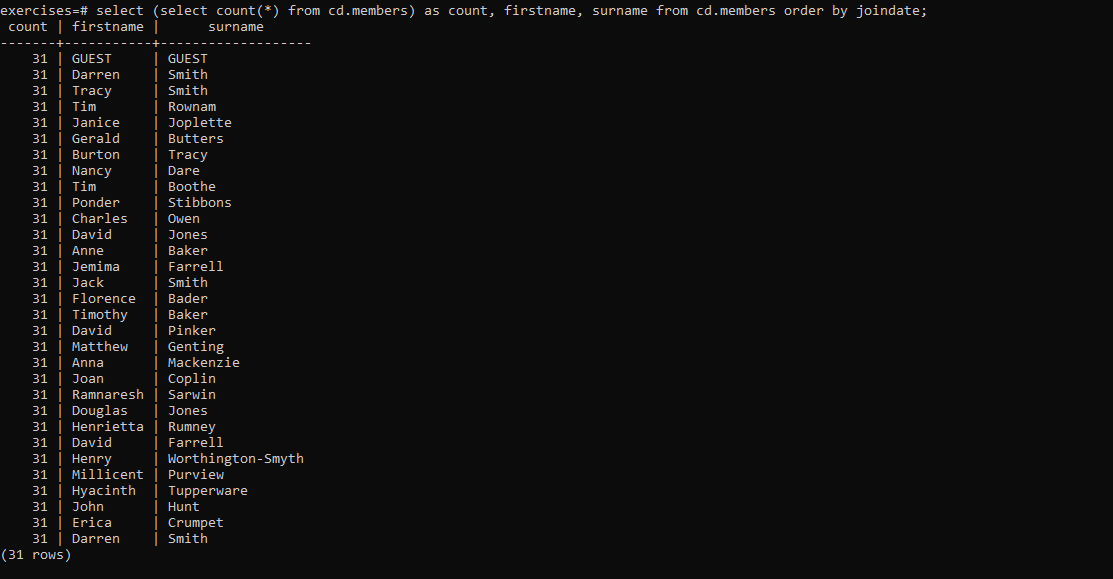 exercises=# select (select count(*) from cd.members) as count, firstname, surname from cd.members order by joindate;
 count | firstname |      surname
-------+-----------+-------------------
    31 | GUEST     | GUEST
    31 | Darren    | Smith
    31 | Tracy     | Smith
    31 | Tim       | Rownam
    31 | Janice    | Joplette
    31 | Gerald    | Butters
    31 | Burton    | Tracy
    31 | Nancy     | Dare
    31 | Tim       | Boothe
    31 | Ponder    | Stibbons
    31 | Charles   | Owen
    31 | David     | Jones
    31 | Anne      | Baker
    31 | Jemima    | Farrell
    31 | Jack      | Smith
    31 | Florence  | Bader
    31 | Timothy   | Baker
    31 | David     | Pinker
    31 | Matthew   | Genting
    31 | Anna      | Mackenzie
    31 | Joan      | Coplin
    31 | Ramnaresh | Sarwin
    31 | Douglas   | Jones
    31 | Henrietta | Rumney
    31 | David     | Farrell
    31 | Henry     | Worthington-Smyth
    31 | Millicent | Purview
    31 | Hyacinth  | Tupperware
    31 | John      | Hunt
    31 | Erica     | Crumpet
    31 | Darren    | Smith
(31 rows)